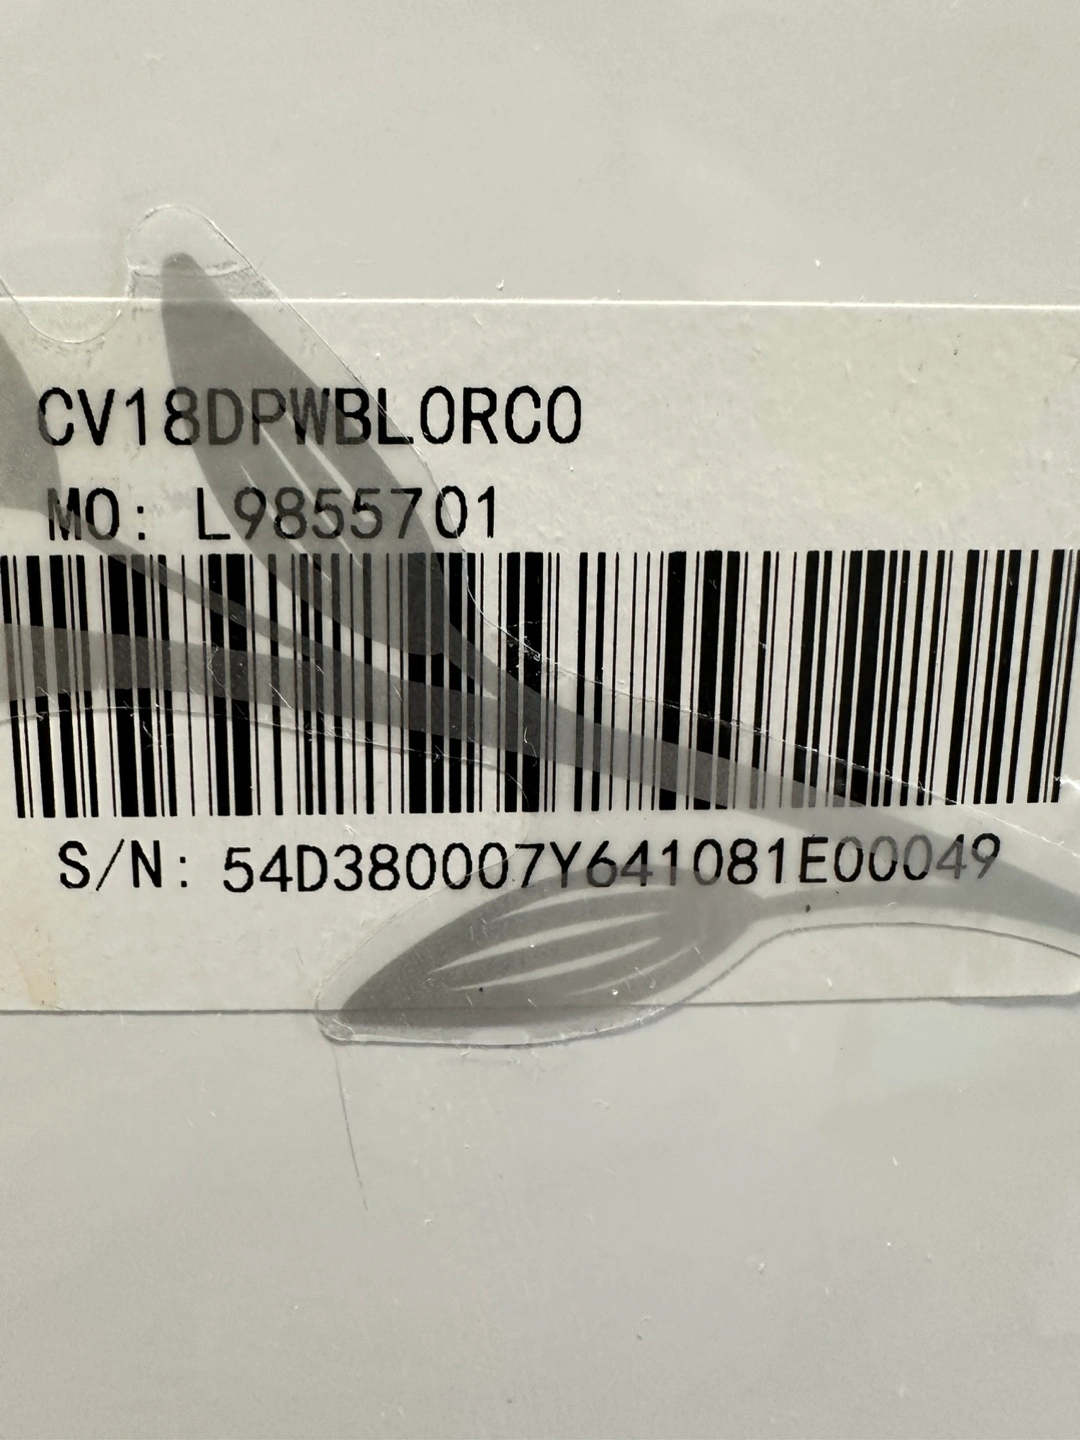 CV18DPWBL0RC0
MO: L9855701
S/N: 54D380007Y641081E00049